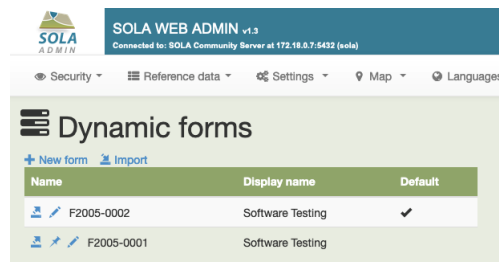 SOLA
ADMIN
SOLA WEB ADMIN v1.3
Connected to: SOLA Community Server at 172.18.0.7:5432 (sola)
Security Reference data Settings Map Languages
Dynamic forms
New form Import
Name Display name Default
F2005-0002 Software Testing
F2005-0001 Software Testing